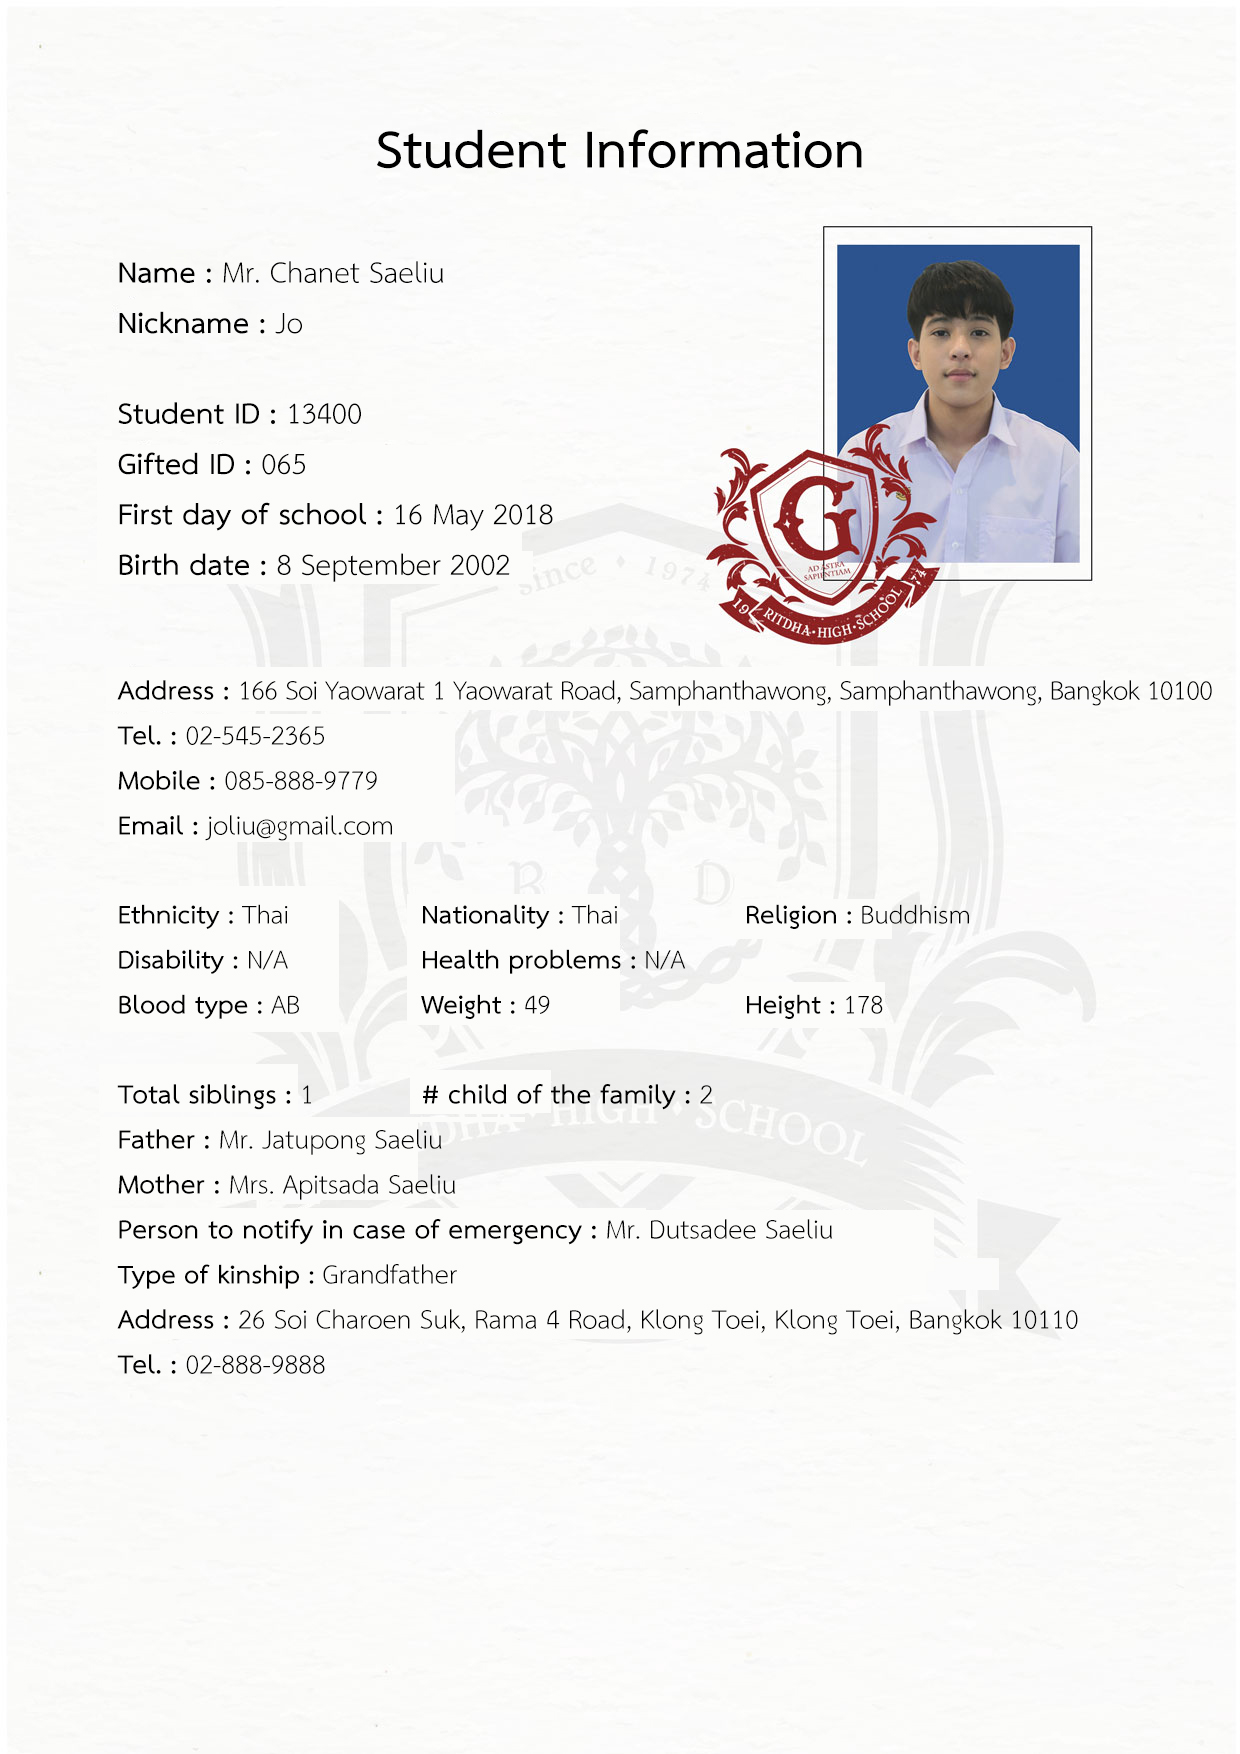 Student Information
Name : Mr. Chanet Saeliu
Nickname : Jo
Student ID : 13400
Gifted ID : 065
First day of school : 16 May 2018
Birth date : 8 September 2002
G
AD ASTRA
SAPIENTIAM
1974
RITDHA·HIGH·SCHOOL
since • 1974
Address : 166 Soi Yaowarat 1 Yaowarat Road, Samphanthawong, Samphanthawong, Bangkok 10100
Tel. : 02-545-2365
Mobile : 085-888-9779
Email : joliu@gmail.com
R D
Ethnicity : Thai Nationality : Thai Religion : Buddhism
Disability : N/A Health problems : N/A
Blood type : AB Weight : 49 Height : 178
Total siblings : 1 # child of the family : 2
DHA·HIGH·SCHOOL
Father : Mr. Jatupong Saeliu
Mother : Mrs. Apitsada Saeliu
Person to notify in case of emergency : Mr. Dutsadee Saeliu
Type of kinship : Grandfather
Address : 26 Soi Charoen Suk, Rama 4 Road, Klong Toei, Klong Toei, Bangkok 10110
Tel. : 02-888-9888